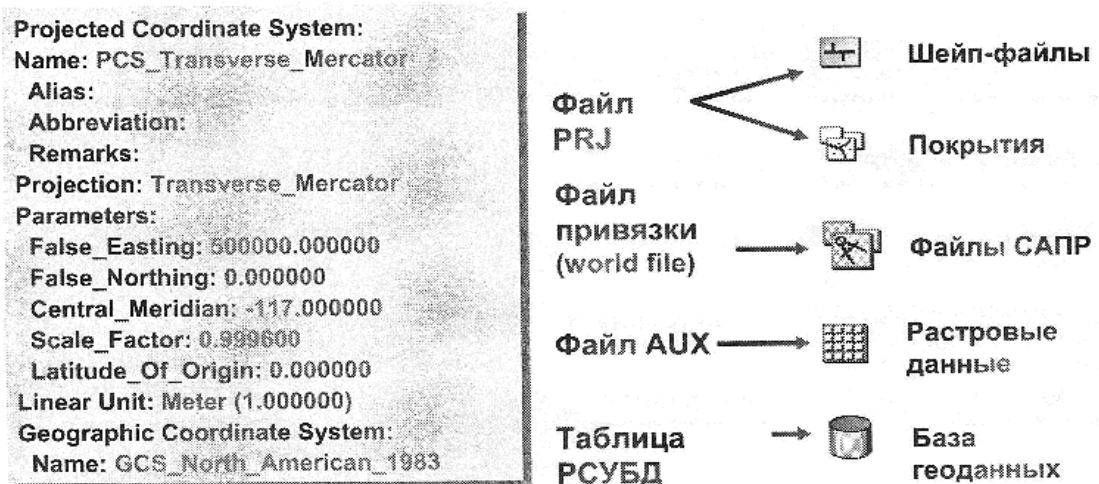 Projected Coordinate System:
Name: PCS_Transverse_Mercator
Alias:
Abbreviation:
Remarks:
Projection: Transverse_Mercator
Parameters:
False_Easting: 500000.000000
False_Northing: 0.000000
Central_Meridian: -117.000000
Scale_Factor: 0.999600
Latitude_Of_Origin: 0.000000
Linear Unit: Meter (1.000000)
Geographic Coordinate System:
Name: GCS_North_American_1983
Файл
PRJ
Шейп-файлы
Покрытия
Файл
привязки
(world file)
Файлы САПР
Файл AUX
Растровые
данные
Таблица
РСУБД
База
геоданных